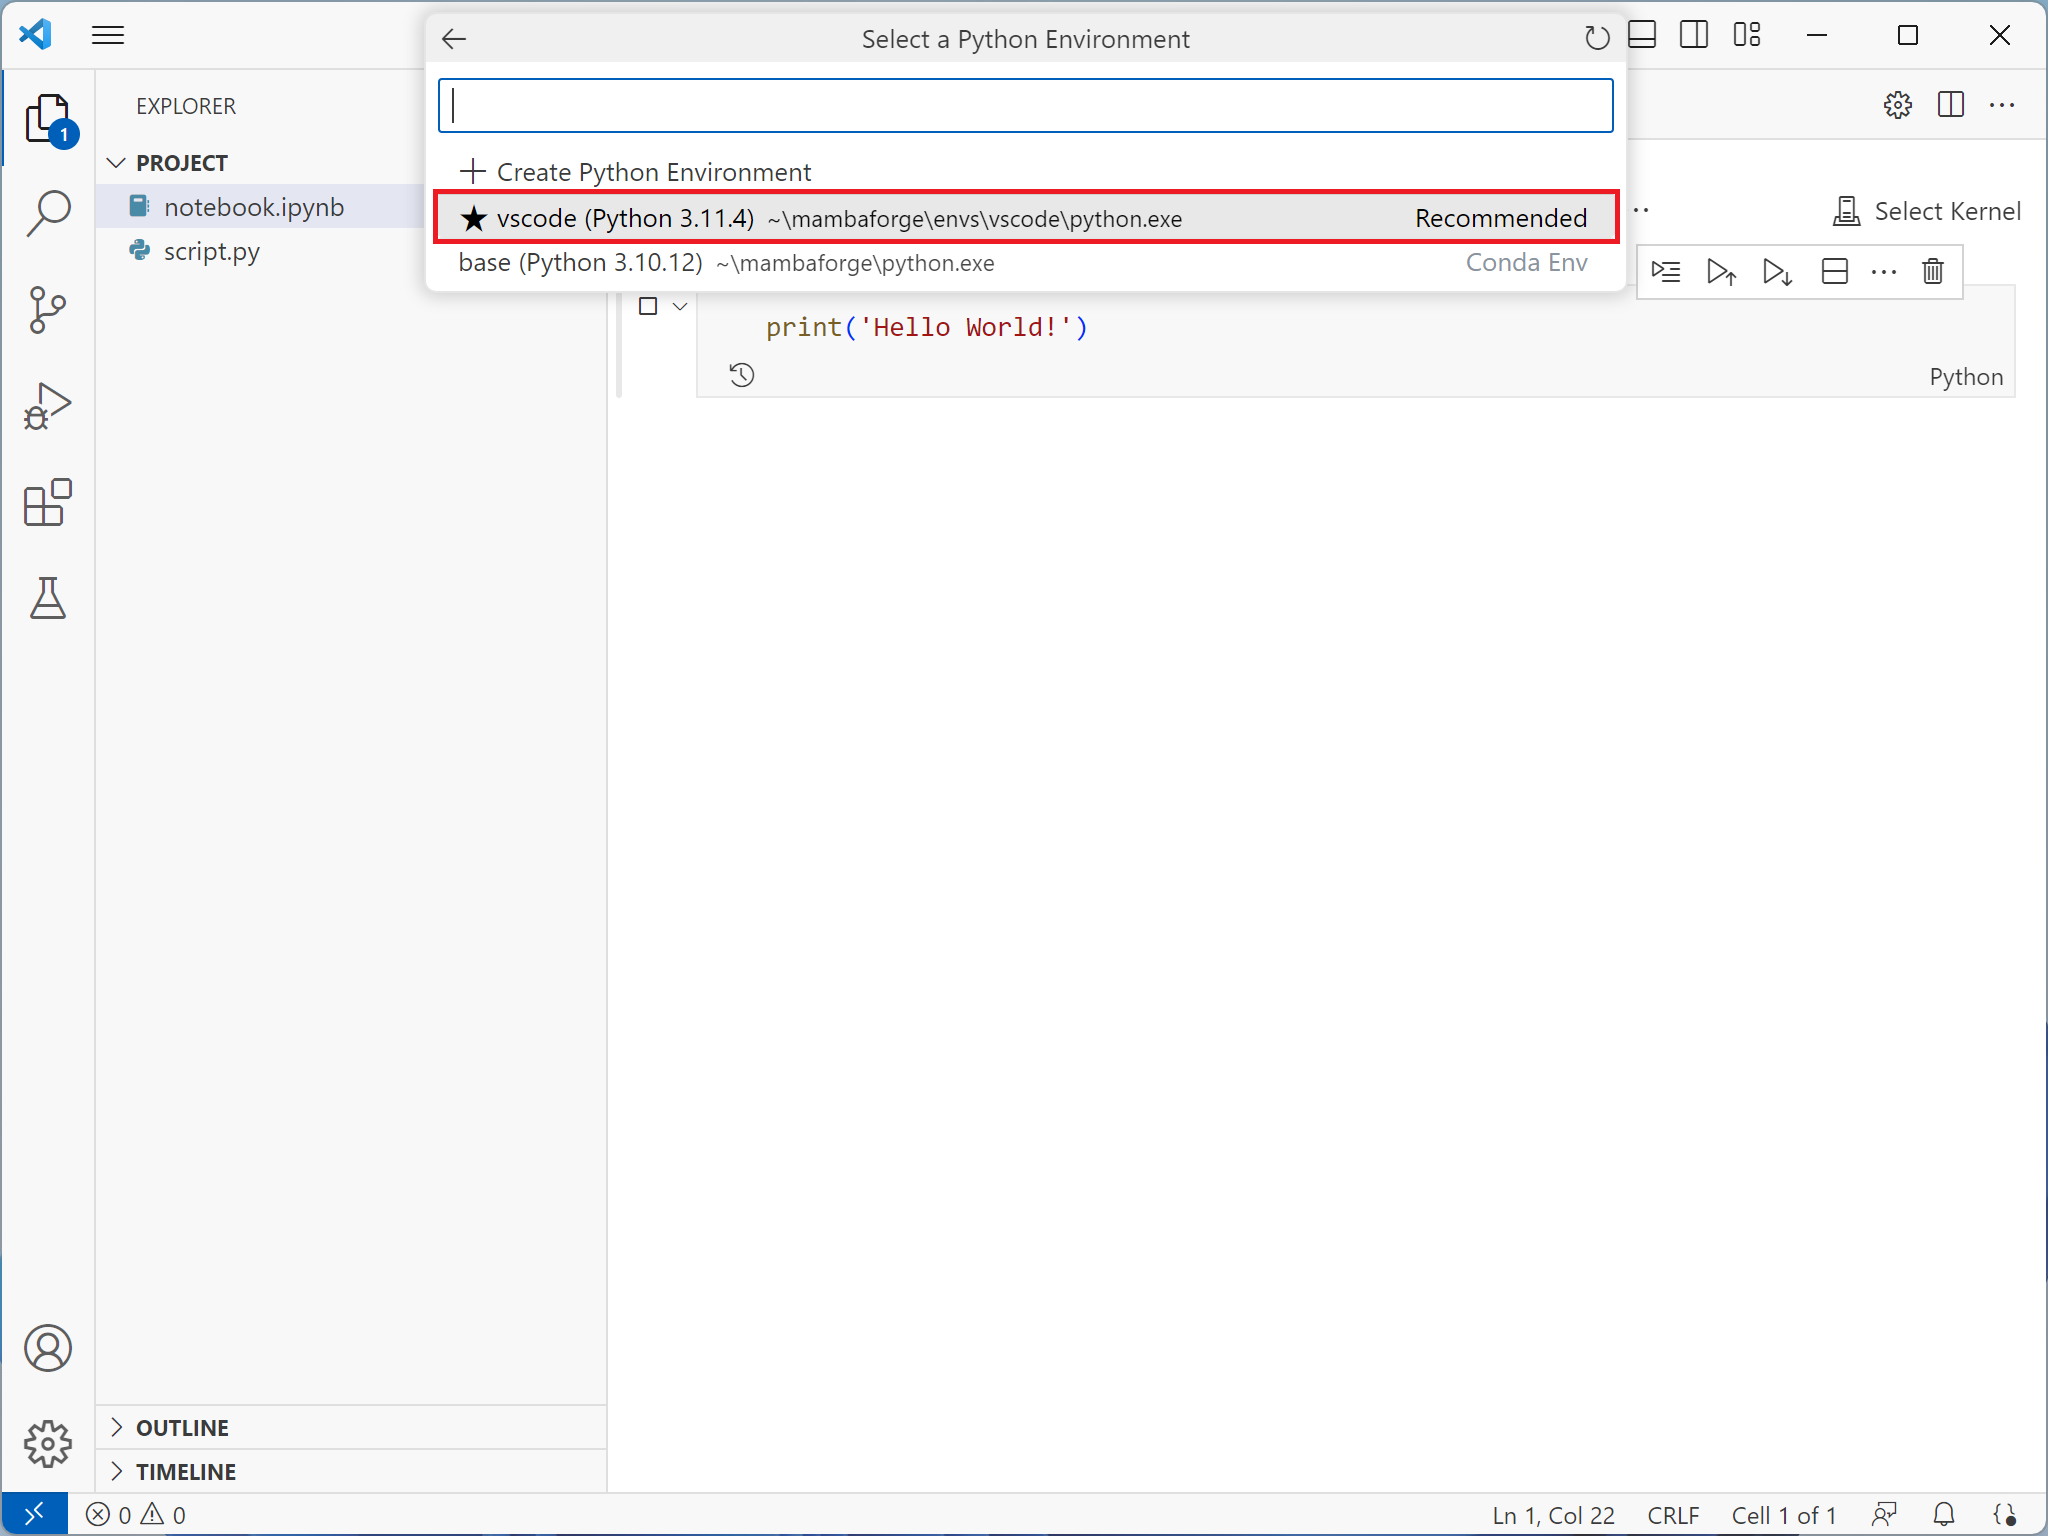 Select a Python Environment
EXPLORER
1
PROJECT
notebook.ipynb
script.py
Create Python Environment
★ vscode (Python 3.11.4) ~\mambaforge\envs\vscode\python.exe Recommended
base (Python 3.10.12) ~\mambaforge\python.exe Conda Env
Select Kernel
print('Hello World!')
Python
OUTLINE
TIMELINE
0 0 Ln 1, Col 22 CRLF Cell 1 of 1